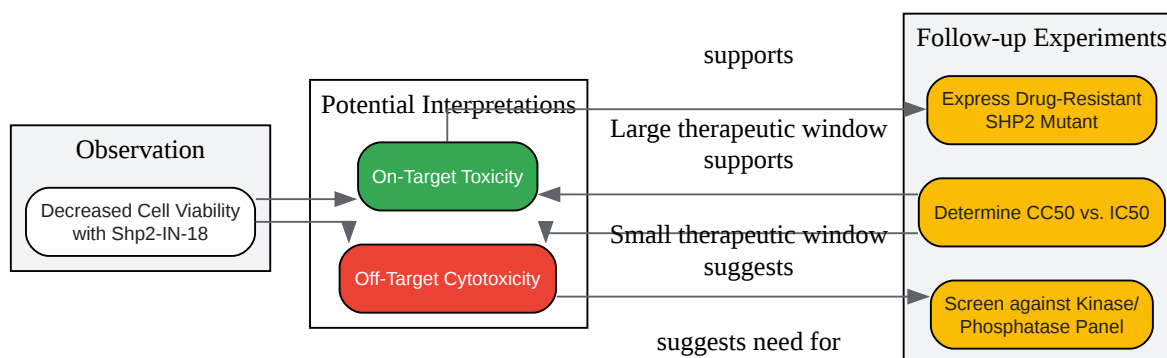 Observation
Decreased Cell Viability
with Shp2-IN-18
Potential Interpretations
On-Target Toxicity
Off-Target Cytotoxicity
supports
Large therapeutic window
supports
Small therapeutic window
suggests
suggests need for
Follow-up Experiments
Express Drug-Resistant
SHP2 Mutant
Determine CC50 vs. IC50
Screen against Kinase/
Phosphatase Panel